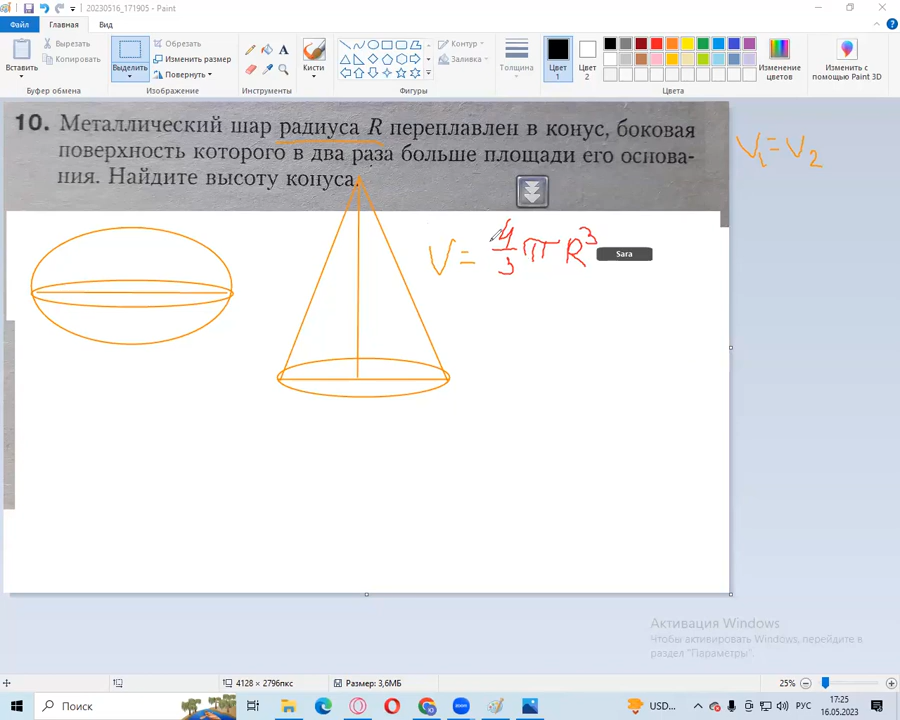 20230516_171905 - Paint
Файл Главная Вид
Вставить
Вырезать
Копировать
Буфер обмена
Выделить
Обрезать
Изменить размер
Повернуть
Изображение
A
Инструменты
Кисти
Контур
Заливка
Фигуры
Толщина
Цвет 1
Цвет 2
Изменение цветов
Цвета
Изменить с помощью Paint 3D
10. Металлический шар радиуса R переплавлен в конус, боковая
поверхность которого в два раза больше площади его основа-
ния. Найдите высоту конуса.
V₁=V₂
V= 4/3 πR³
Sara
Активация Windows
Чтобы активировать Windows, перейдите в
раздел "Параметры".
4128 × 2796пкс
Размер: 3,6МБ
25%
Поиск
USD...
РУС
17:25
16.05.2023